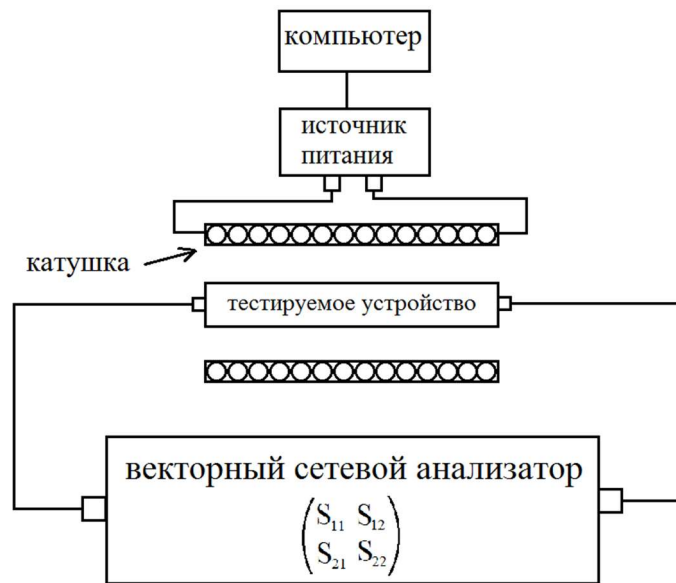 компьютер
источник
питания
катушка
тестируемое устройство
векторный сетевой анализатор
S₁₁ S₁₂
S₂₁ S₂₂